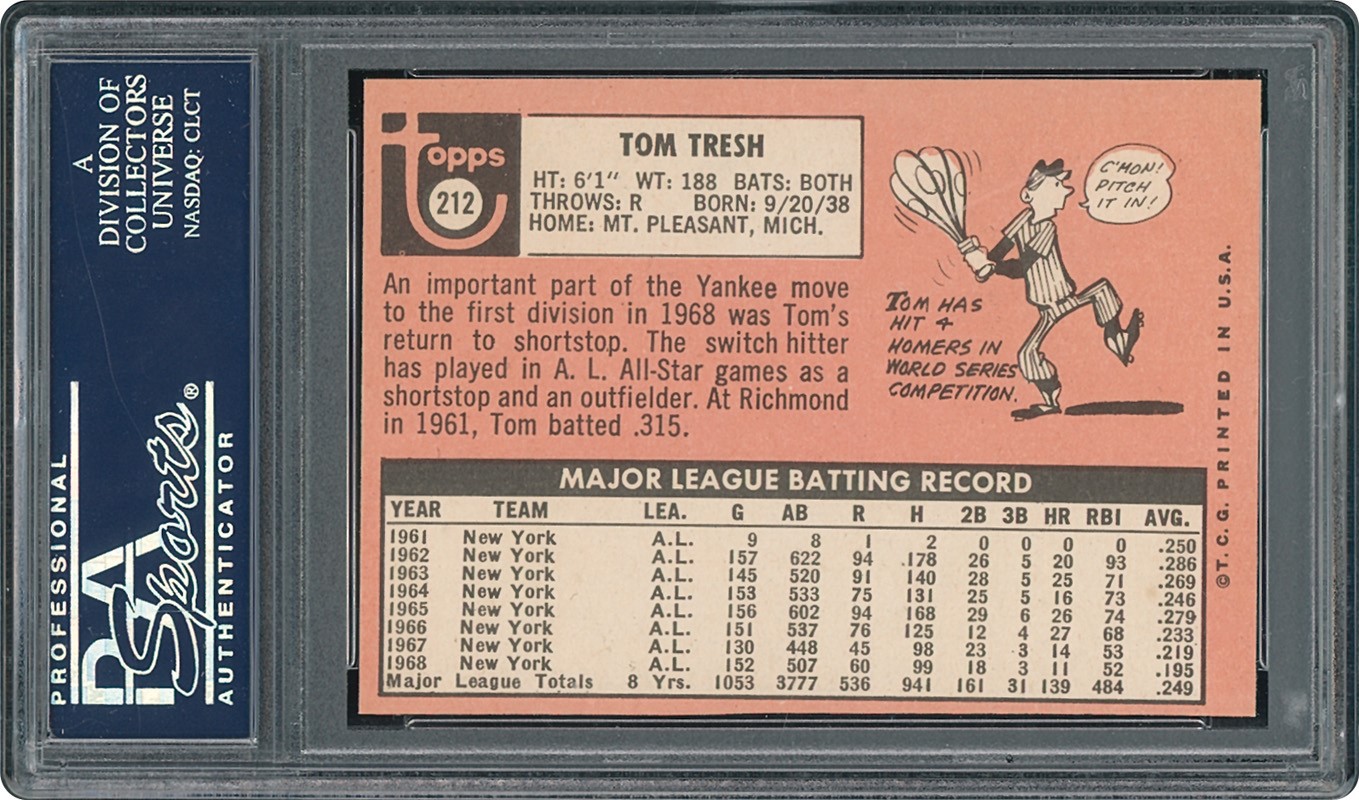 A
DIVISION OF
COLLECTORS
UNIVERSE
NASDAQ: CLCT
PROFESSIONAL
PSA
Sports®
AUTHENTICATOR
topps
212
TOM TRESH
HT: 6'1" WT: 188 BATS: BOTH
THROWS: R BORN: 9/20/38
HOME: MT. PLEASANT, MICH.
An important part of the Yankee move
to the first division in 1968 was Tom's
return to shortstop. The switch hitter
has played in A. L. All-Star games as a
shortstop and an outfielder. At Richmond
in 1961, Tom batted .315.
C'MON!
PITCH
IT IN!
TOM HAS
HIT 4
HOMERS IN
WORLD SERIES
COMPETITION.
MAJOR LEAGUE BATTING RECORD
YEAR TEAM LEA. G AB R H 2B 3B HR RBI AVG.
1961 New York A.L. 9 8 1 2 0 0 0 0 .250
1962 New York A.L. 157 622 94 178 26 5 20 93 .286
1963 New York A.L. 145 520 91 140 28 5 25 71 .269
1964 New York A.L. 153 533 75 131 25 5 16 73 .246
1965 New York A.L. 156 602 94 168 29 6 26 74 .279
1966 New York A.L. 151 537 76 125 12 4 27 68 .233
1967 New York A.L. 130 448 45 98 23 3 14 53 .219
1968 New York A.L. 152 507 60 99 18 3 11 52 .195
Major League Totals 8 Yrs. 1053 3777 536 941 161 31 139 484 .249
©T. C. G. PRINTED IN U.S.A.